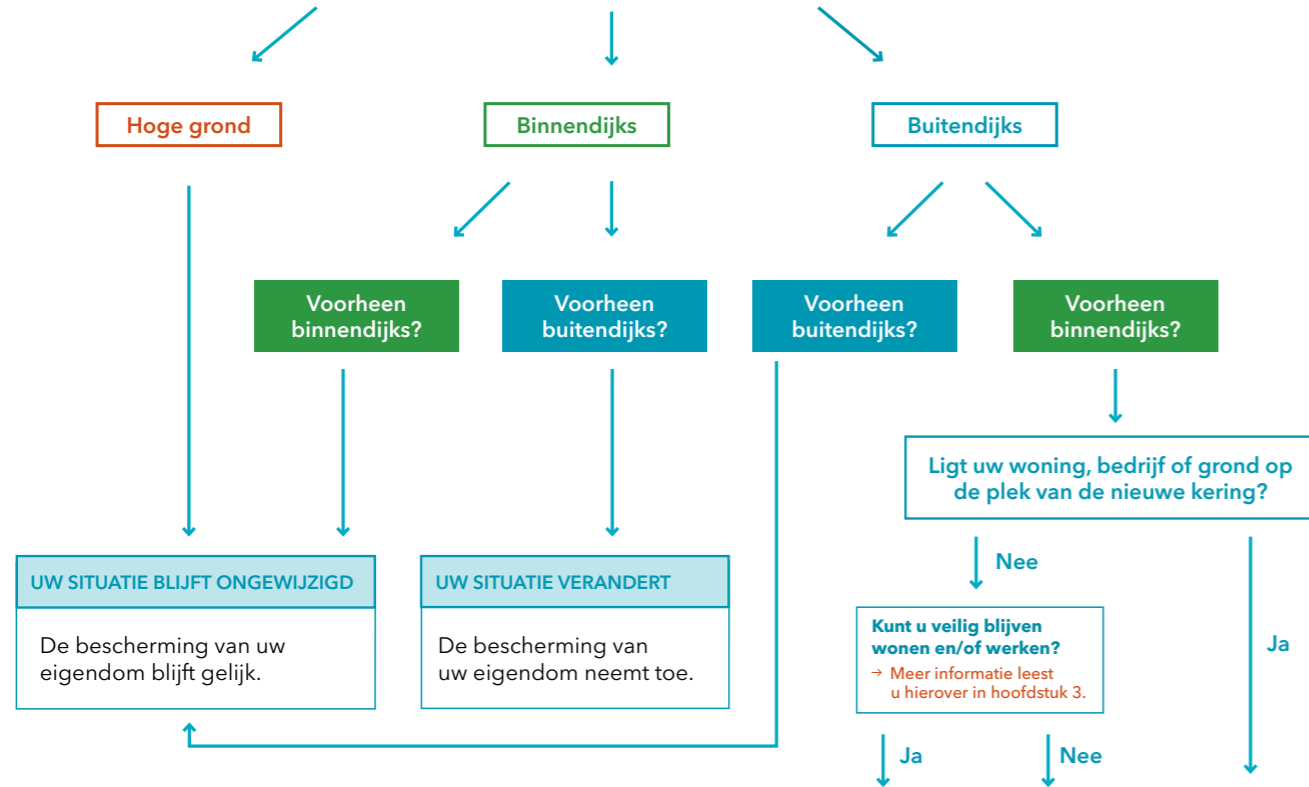 Hoge grond
Binnendijks
Buitendijks
Voorheen
binnendijks?
Voorheen
buitendijks?
Voorheen
buitendijks?
Voorheen
binnendijks?
Ligt uw woning, bedrijf of grond op
de plek van de nieuwe kering?
Nee
Ja
UW SITUATIE BLIJFT ONGEWIJZIGD
De bescherming van uw
eigendom blijft gelijk.
UW SITUATIE VERANDERT
De bescherming van
uw eigendom neemt toe.
Kunt u veilig blijven
wonen en/of werken?
→ Meer informatie leest
u hierover in hoofdstuk 3.
Ja
Nee